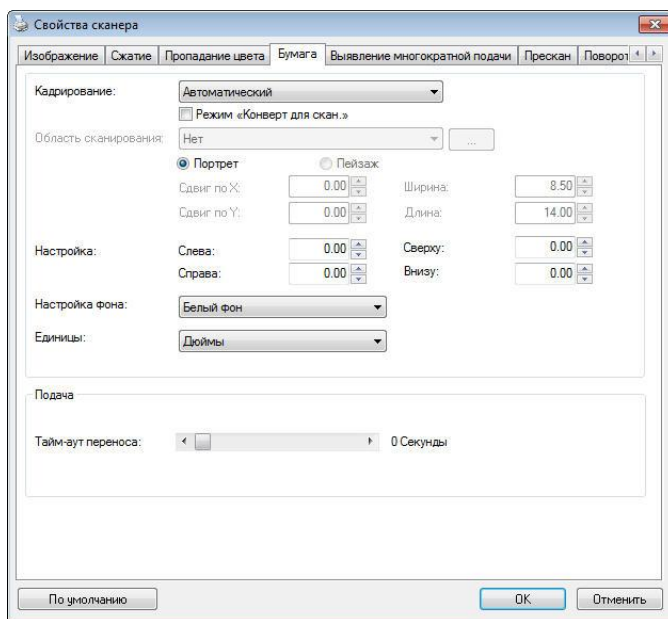 Свойства сканера
Изображение Сжатие Пропадание цвета Бумага Выявление многократной подачи Прескан Поворот
Кадрирование: Автоматический
Режим «Конверт для скан.»
Область сканирования: Нет ...
Портрет Пейзаж
Сдвиг по X: 0.00 Ширина: 8.50
Сдвиг по Y: 0.00 Длина: 14.00
Настройка: Слева: 0.00 Сверху: 0.00
Справа: 0.00 Внизу: 0.00
Настройка фона: Белый фон
Единицы: Дюймы
Подача
Тайм-аут переноса: 0 Секунды
По умолчанию OK Отменить